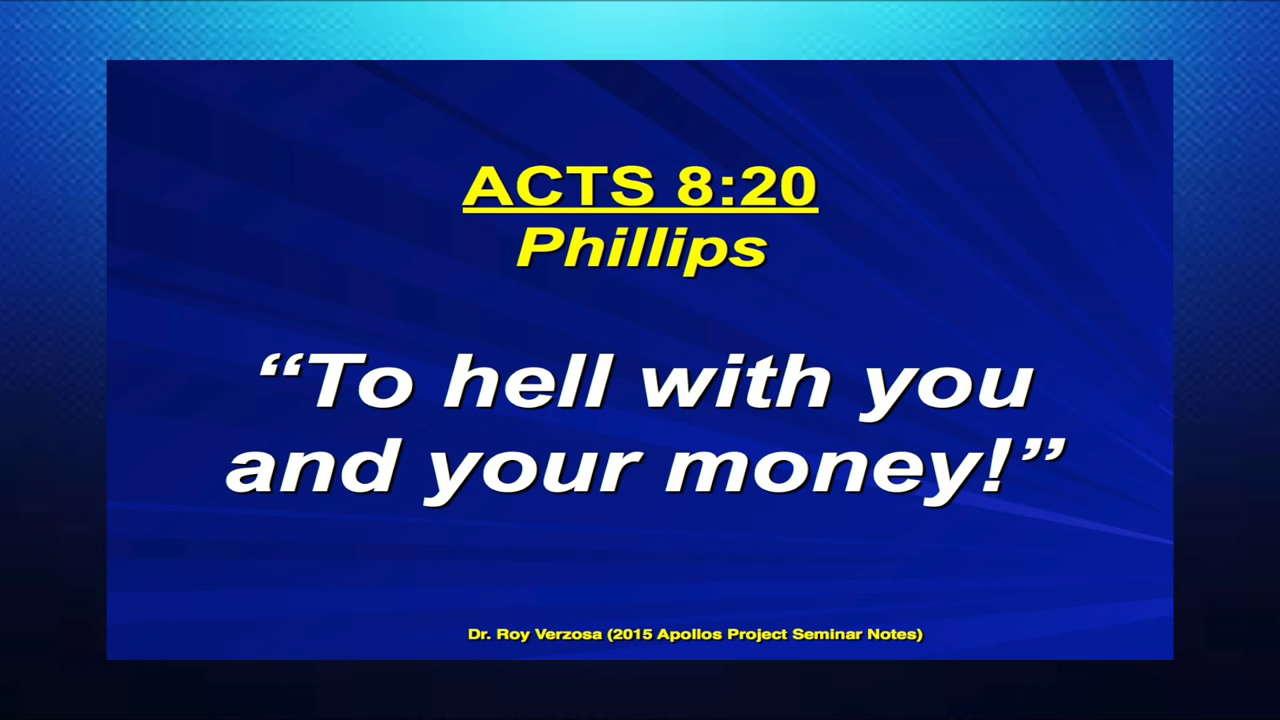 ACTS 8:20
Phillips
“To hell with you
and your money!”
Dr. Roy Verzosa (2015 Apollos Project Seminar Notes)